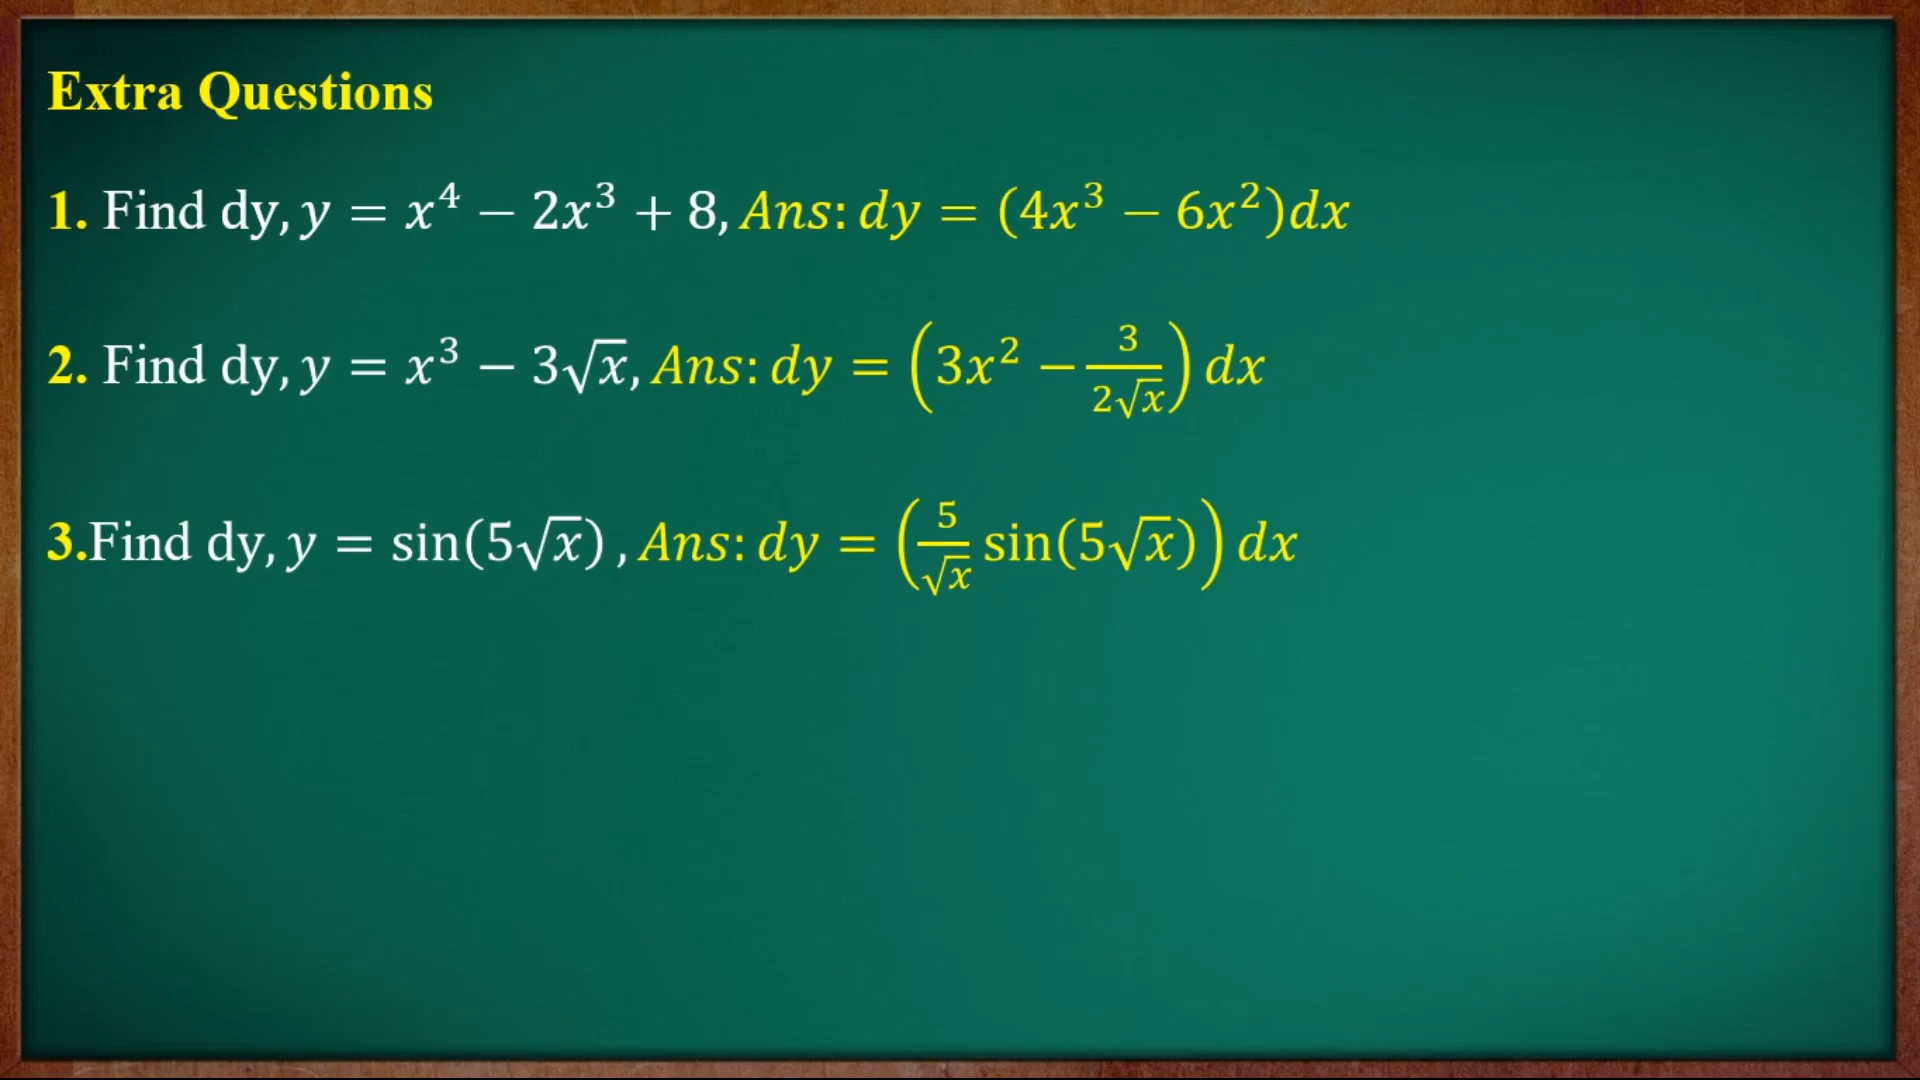 Extra Questions
1. Find dy, y = x⁴ − 2x³ + 8, Ans: dy = (4x³ − 6x²)dx
2. Find dy, y = x³ − 3√x, Ans: dy = (3x² − 3/(2√x)) dx
3.Find dy, y = sin(5√x) , Ans: dy = (5/√x sin(5√x)) dx